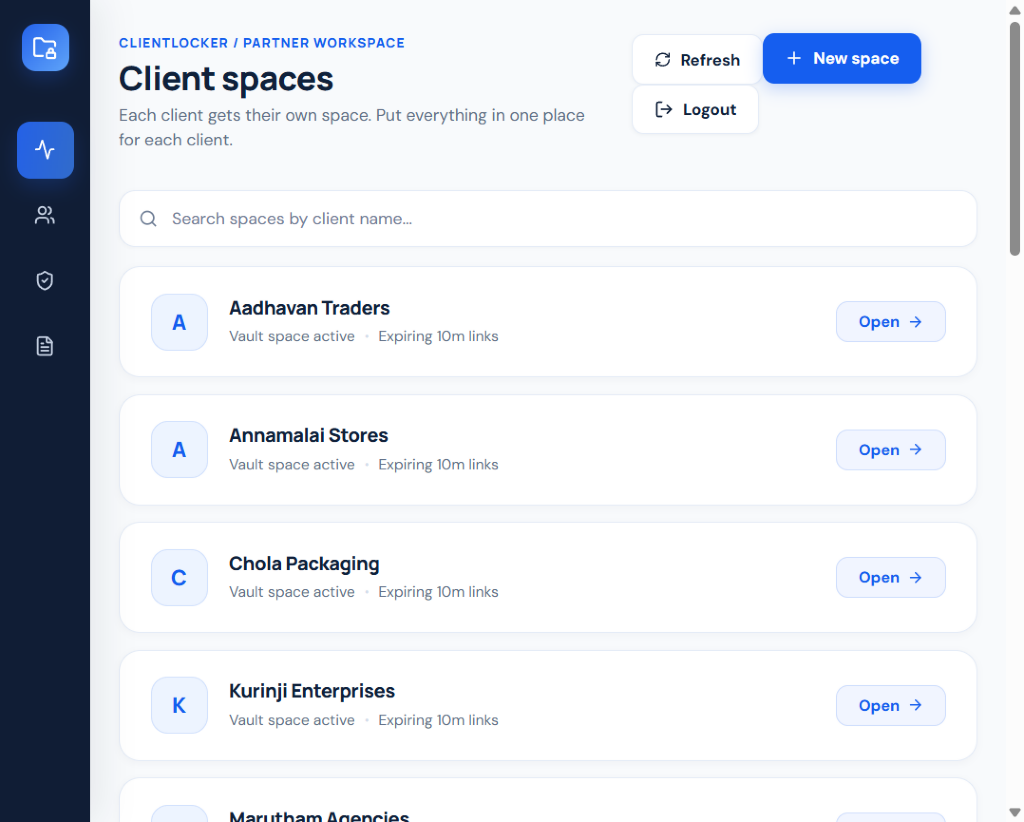 CLIENTLOCKER / PARTNER WORKSPACE
Client spaces
Each client gets their own space. Put everything in one place
for each client.
Refresh
New space
Logout
Search spaces by client name...
A
Aadhavan Traders
Vault space active • Expiring 10m links
Open →
A
Annamalai Stores
Vault space active • Expiring 10m links
Open →
C
Chola Packaging
Vault space active • Expiring 10m links
Open →
K
Kurinji Enterprises
Vault space active • Expiring 10m links
Open →
Marutham Agencies